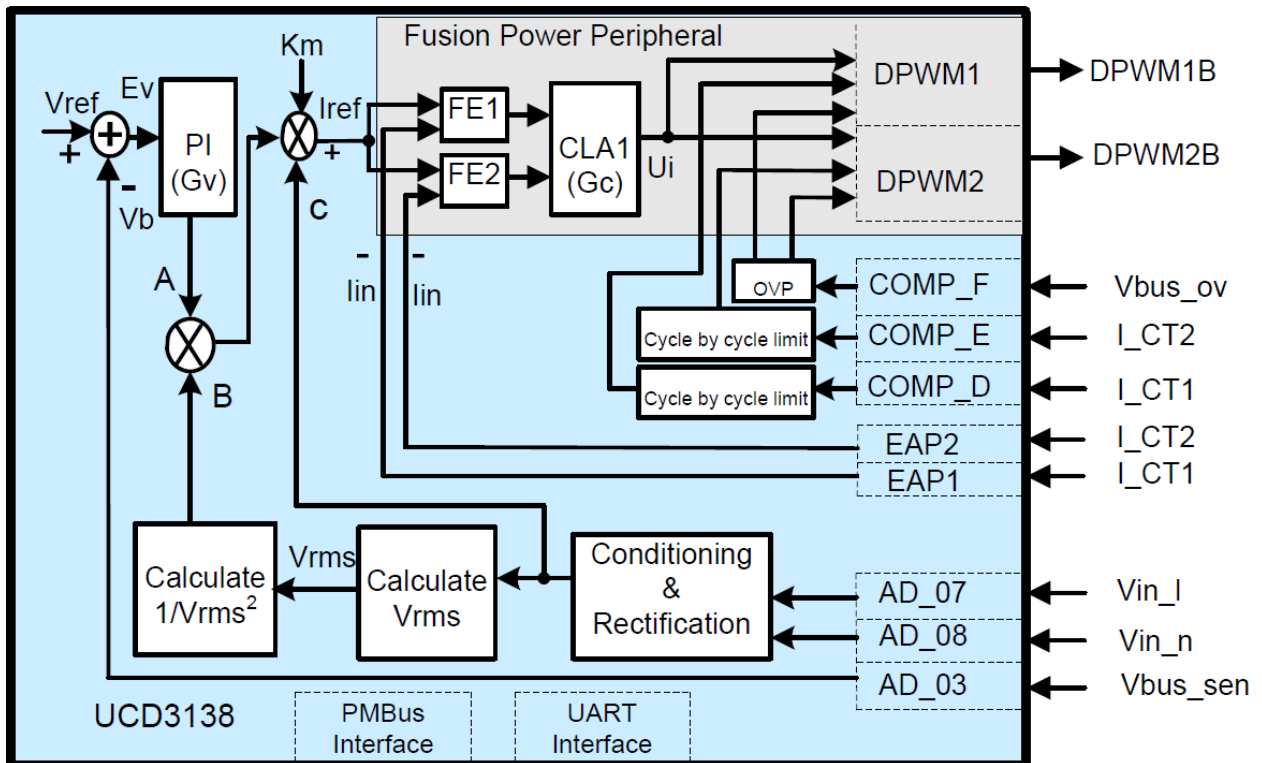 Fusion Power Peripheral
Km
Vref
Ev
Iref
+
+
+
-
Vb
PI
(Gv)
FE1
FE2
CLA1
(Gc)
Ui
DPWM1
DPWM2
DPWM1B
DPWM2B
C
A
B
-
Iin
-
Iin
OVP
COMP_F
Vbus_ov
Cycle by cycle limit
COMP_E
I_CT2
Cycle by cycle limit
COMP_D
I_CT1
EAP2
I_CT2
EAP1
I_CT1
Calculate
1/Vrms²
Vrms
Calculate
Vrms
Conditioning
&
Rectification
AD_07
Vin_l
AD_08
Vin_n
AD_03
Vbus_sen
UCD3138
PMBus
Interface
UART
Interface